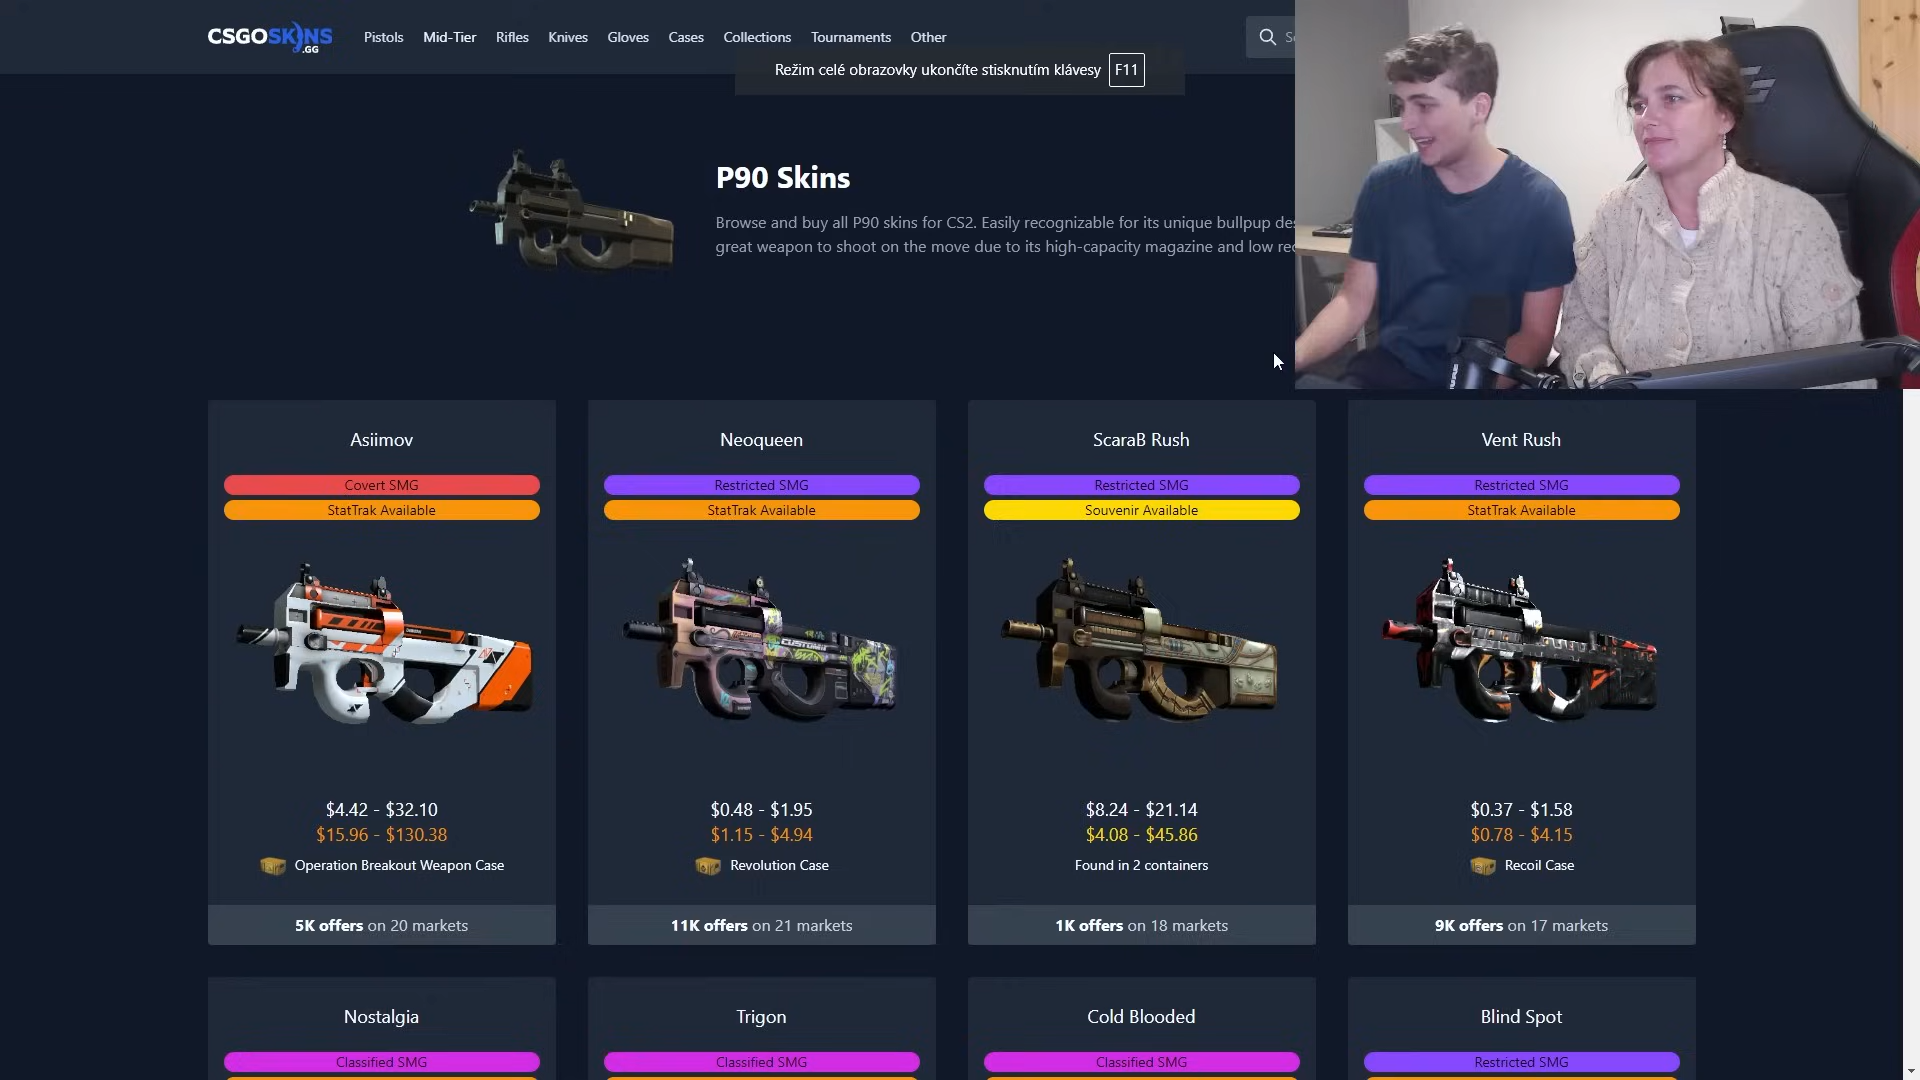 CSGOSKINS
.GG
Pistols Mid-Tier Rifles Knives Gloves Cases Collections Tournaments Other
Režim celé obrazovky ukončíte stisknutím klávesy F11
P90 Skins
Browse and buy all P90 skins for CS2. Easily recognizable for its unique bullpup
great weapon to shoot on the move due to its high-capacity magazine and low
Asiimov
Covert SMG
StatTrak Available
$4.42 - $32.10
$15.96 - $130.38
Operation Breakout Weapon Case
5K offers on 20 markets
Neoqueen
Restricted SMG
StatTrak Available
CUSTOM
$0.48 - $1.95
$1.15 - $4.94
Revolution Case
11K offers on 21 markets
ScaraB Rush
Restricted SMG
Souvenir Available
$8.24 - $21.14
$4.08 - $45.86
Found in 2 containers
1K offers on 18 markets
Vent Rush
Restricted SMG
StatTrak Available
$0.37 - $1.58
$0.78 - $4.15
Recoil Case
9K offers on 17 markets
Nostalgia
Classified SMG
Trigon
Classified SMG
Cold Blooded
Classified SMG
Blind Spot
Restricted SMG